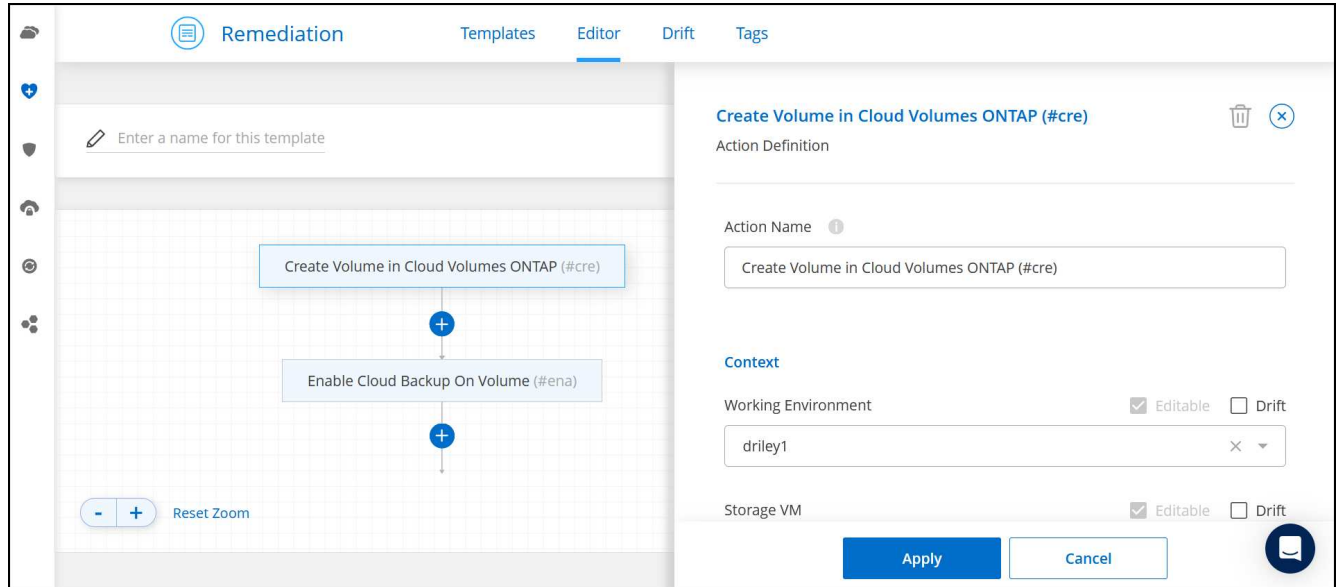 Remediation Templates Editor Drift Tags
Enter a name for this template
Create Volume in Cloud Volumes ONTAP (#cre)
Enable Cloud Backup On Volume (#ena)
- + Reset Zoom
Create Volume in Cloud Volumes ONTAP (#cre)
Action Definition
Action Name i
Create Volume in Cloud Volumes ONTAP (#cre)
Context
Working Environment Editable Drift
driley1
Storage VM Editable Drift
Apply Cancel